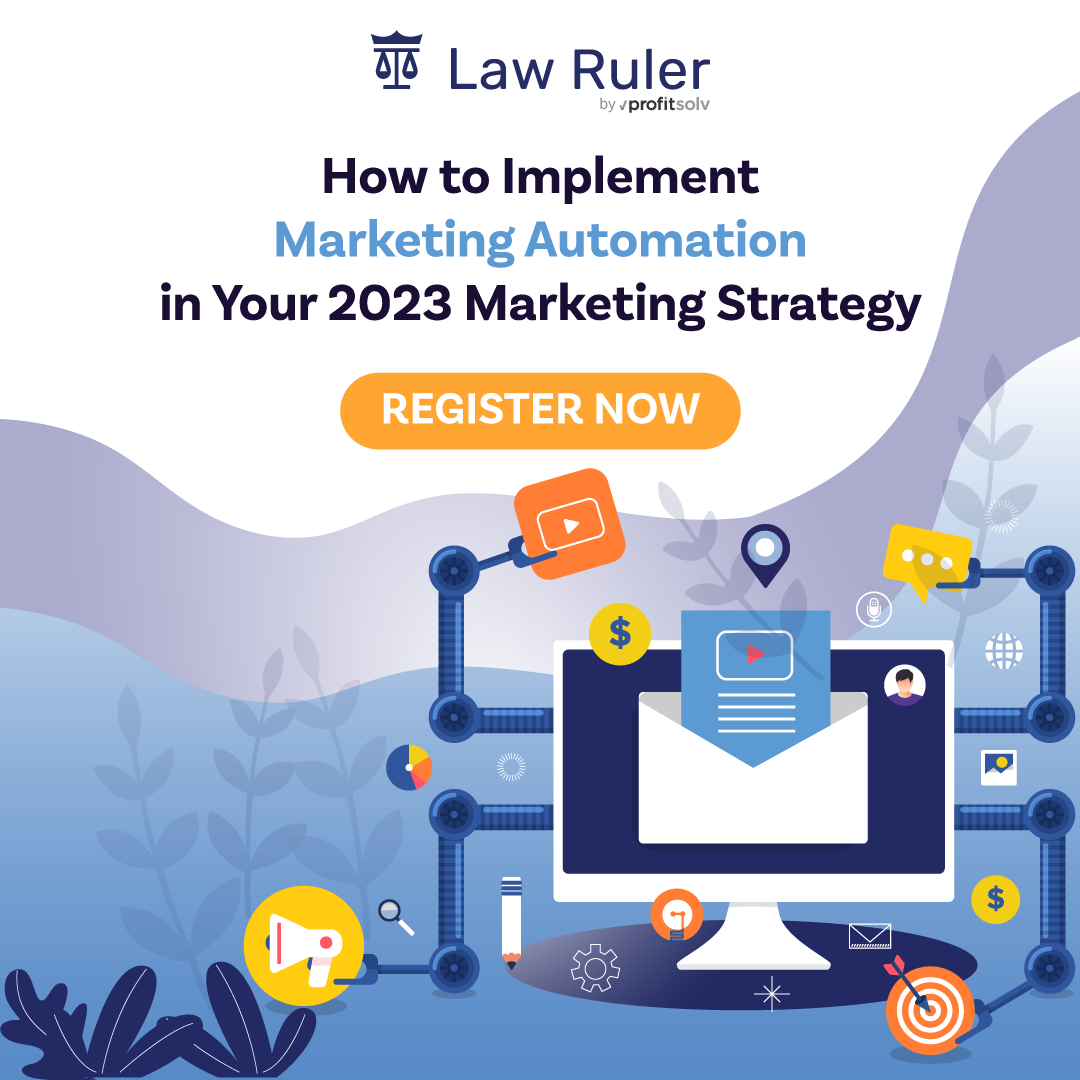 Law Ruler
by profitsolv
How to Implement
Marketing Automation
in Your 2023 Marketing Strategy
REGISTER NOW
$
$